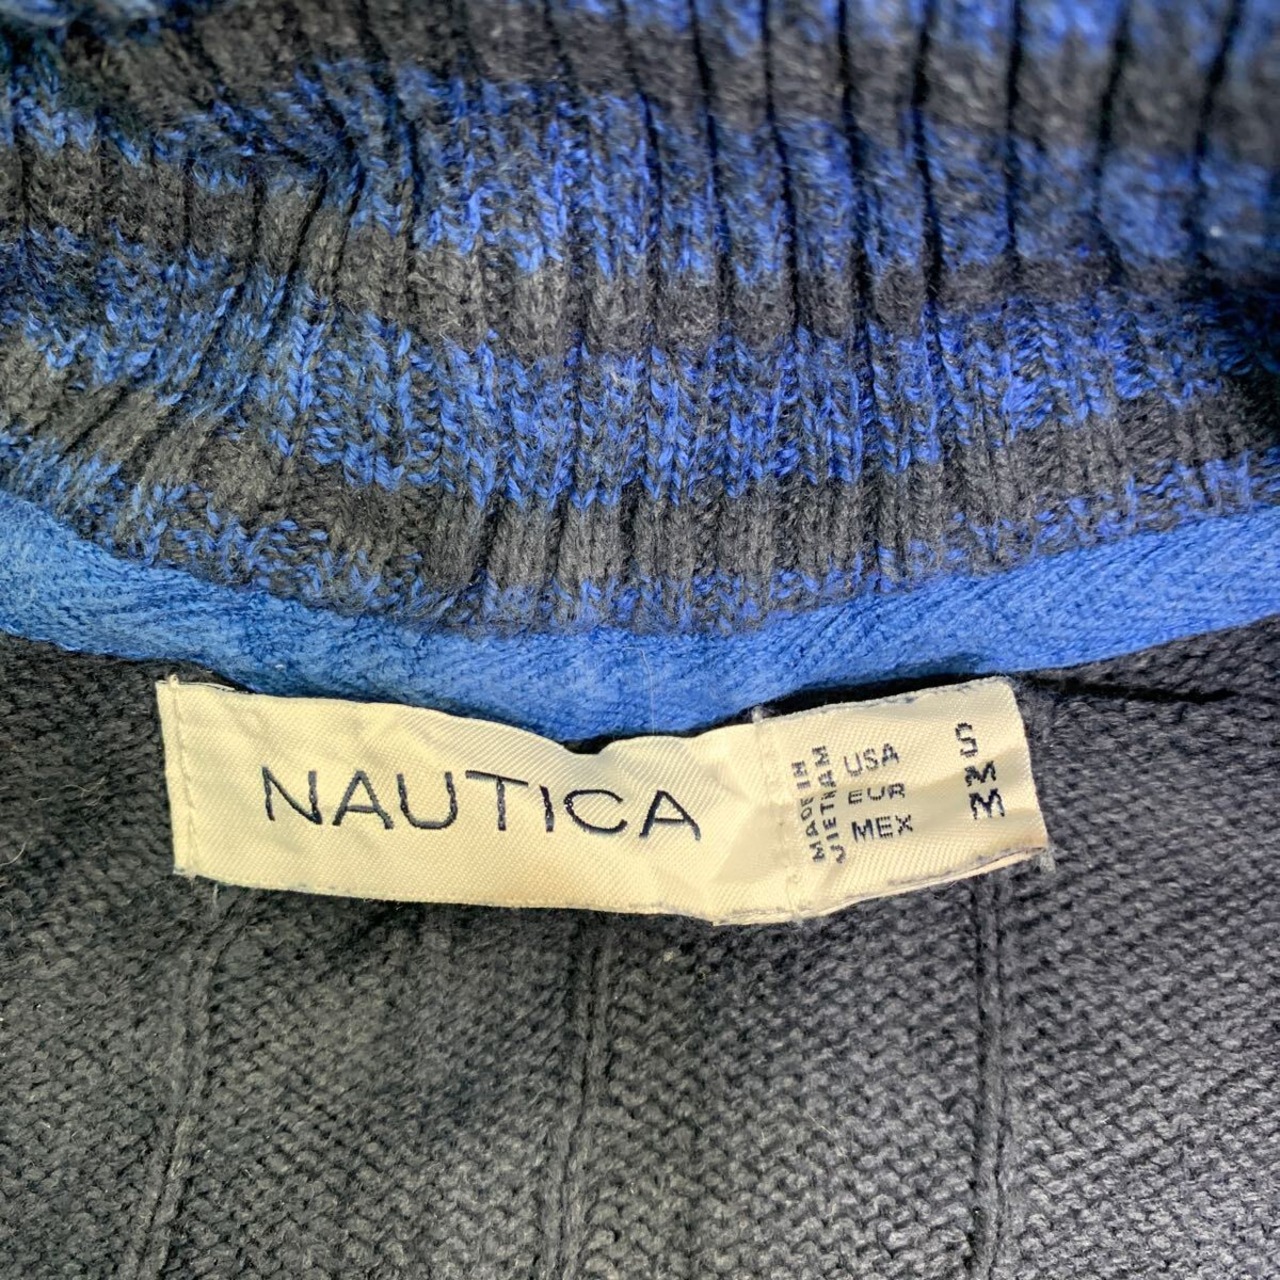 NAUTICA
MADE IN
VIETNAM
USA S
EUR M
MEX M